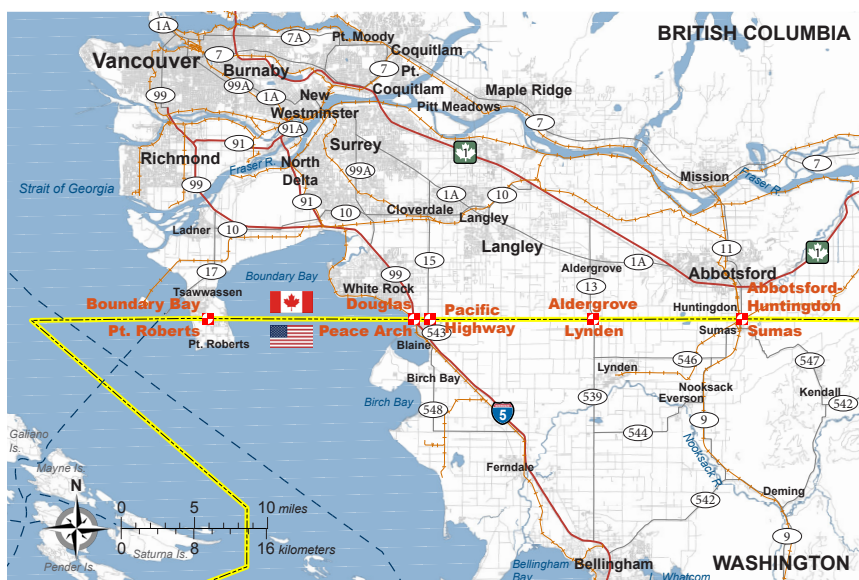 BRITISH COLUMBIA
1A
7A
Pt. Moody
Coquitlam
7
Vancouver
Burnaby
7
99A
1A
Pt.
Coquitlam
New
Westminster
Pitt Meadows
Maple Ridge
99
7
91A
91
Surrey
1
Richmond
Fraser R.
North
Delta
99A
7
Mission
Fraser R.
Strait of Georgia
99
1A
10
91
10
Cloverdale
Langley
Ladner
10
Langley
11
1
15
Aldergrove
1A
Abbotsford
17
Boundary Bay
99
13
Tsawwassen
White Rock
Boundary Bay
Douglas
Pacific
Highway
Aldergrove
Huntingdon
Abbotsford-
Huntingdon
Pt. Roberts
Peace Arch
Lynden
Sumas
Sumas
Pt. Roberts
543
Blaine
546
547
Lynden
Birch Bay
Nooksack
Everson
Kendall
Birch Bay
548
5
539
542
9
544
Galiano
Is.
Mayne Is.
Nooksack R.
Ferndale
N
0
5
10 miles
542
Deming
0
8
16 kilometers
Saturna Is.
9
Pender Is.
Bellingham
Bay
Bellingham
L. Whatcom
WASHINGTON